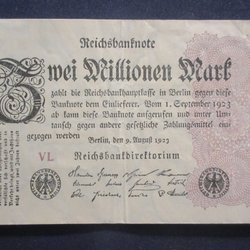 Reichsbanknote
Zwei Millionen Mark
zahlt die Reichsbankhauptkasse in Berlin gegen diese
Banknote dem Einlieferer. Vom 1. September 1923
ab kann diese Banknote aufgerufen und unter Um-
tausch gegen andere gesetzliche Zahlungsmittel ein-
gezogen werden
Berlin, den 9. August 1923
VL
Reichsbankdirektorium